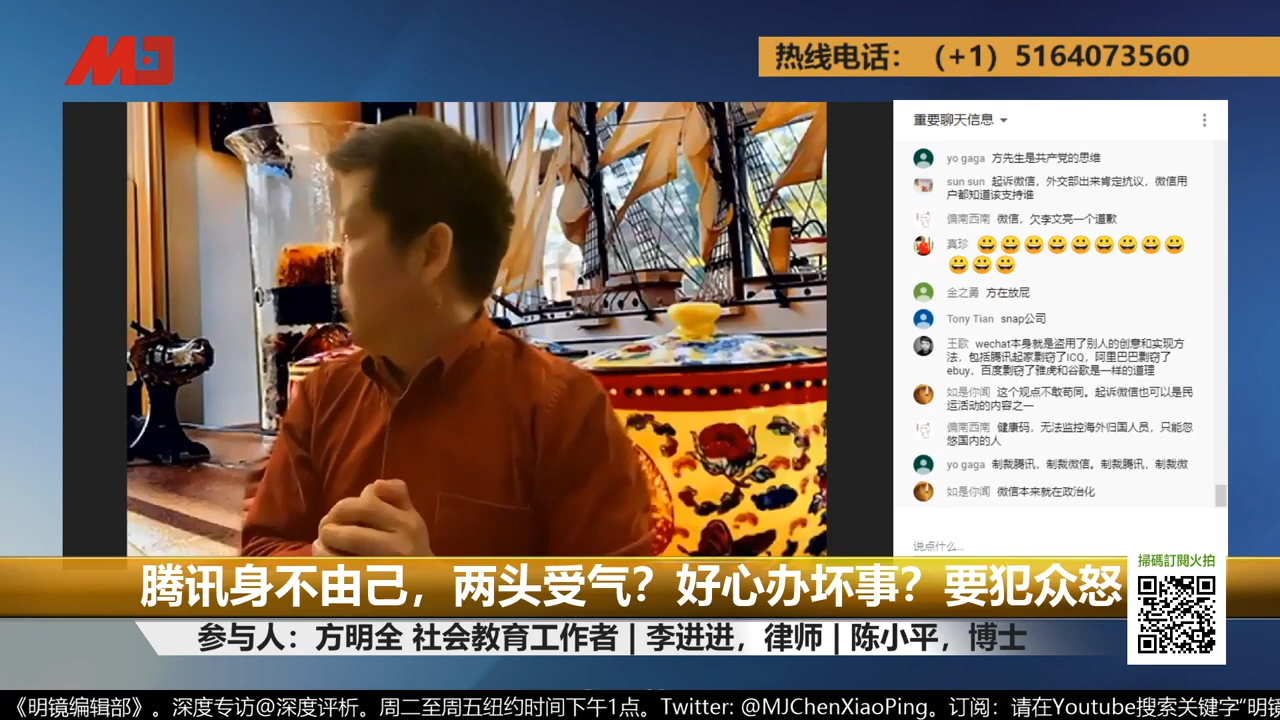 MJ
热线电话：（+1）5164073560
重要聊天信息
yo gaga 方先生是共产党的思维
sun sun 起诉微信，外交部出来肯定抗议，微信用
户都知道该支持谁
偏南西南 微信，欠李文亮一个道歉
真珍 😀😀😀😀😀😀😀😀😀
😀😀😀
金之勇 方在放屁
Tony Tian snap公司
王歌 wechat本身就是盗用了别人的创意和实现方
法，包括腾讯起家剽窃了ICQ，阿里巴巴剽窃了
ebuy，百度剽窃了雅虎和谷歌是一样的道理
如是你闻 这个观点不敢苟同。起诉微信也可以是民
运活动的内容之一
偏南西南 健康码，无法监控海外归国人员，只能忽
悠国内的人
yo gaga 制裁腾讯，制裁微信。制裁腾讯，制裁微
如是你闻 微信本来就在政治化
说点什么...
掃碼訂閱火拍
腾讯身不由己，两头受气？好心办坏事？要犯众怒
参与人：方明全 社会教育工作者 | 李进进，律师 | 陈小平，博士
《明镜编辑部》。深度专访@深度评析。周二至周五纽约时间下午1点。Twitter: @MJChenXiaoPing。订阅：请在Youtube搜索关键字“明镜